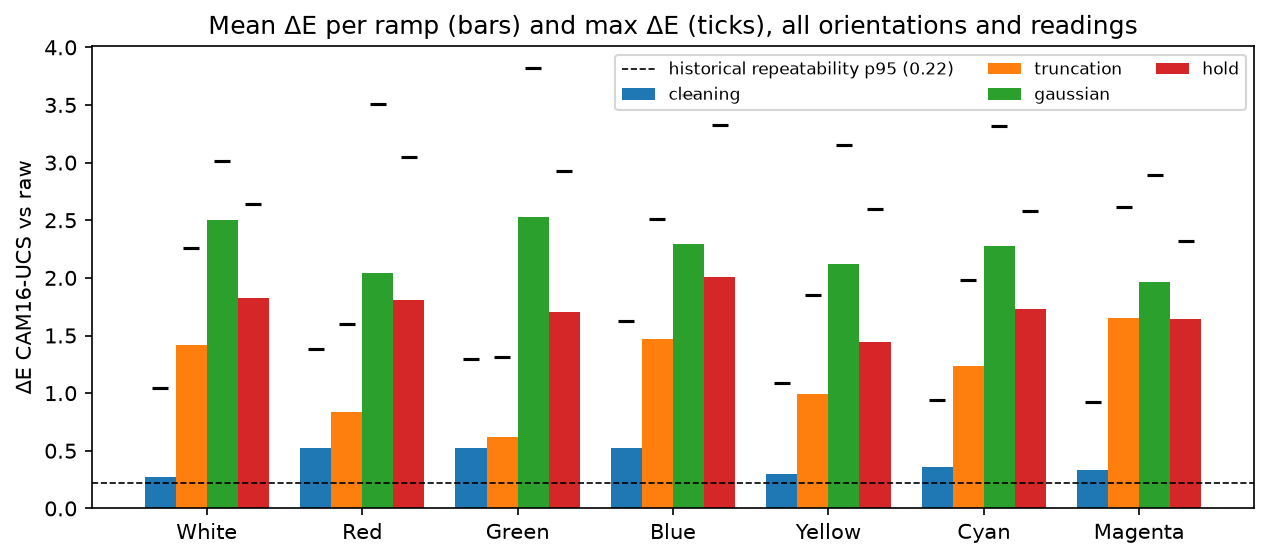 Mean ΔE per ramp (bars) and max ΔE (ticks), all orientations and readings
ΔE CAM16-UCS vs raw
4.0
3.5
3.0
2.5
2.0
1.5
1.0
0.5
0.0
historical repeatability p95 (0.22)
cleaning
truncation
gaussian
hold
White Red Green Blue Yellow Cyan Magenta